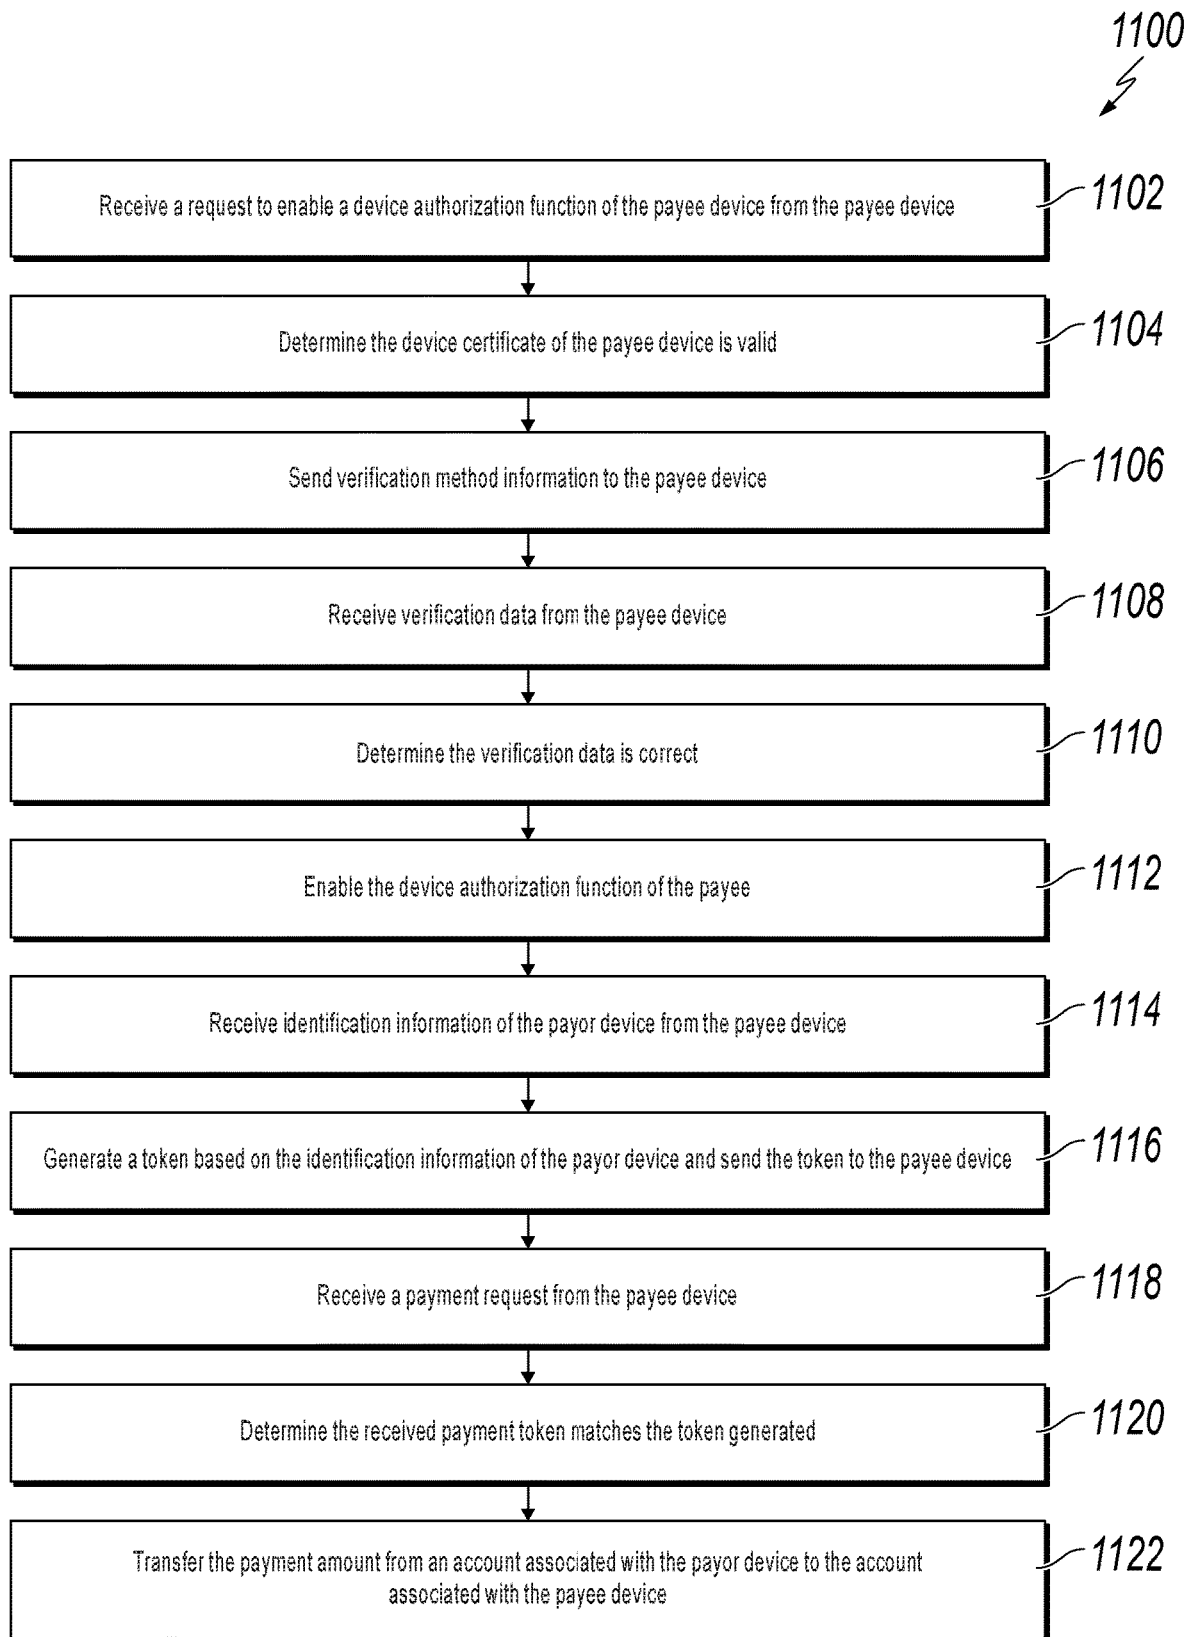 1100
Receive a request to enable a device authorization function of the payee device from the payee device
1102
Determine the device certificate of the payee device is valid
1104
Send verification method information to the payee device
1106
Receive verification data from the payee device
1108
Determine the verification data is correct
1110
Enable the device authorization function of the payee
1112
Receive identification information of the payor device from the payee device
1114
Generate a token based on the identification information of the payor device and send the token to the payee device
1116
Receive a payment request from the payee device
1118
Determine the received payment token matches the token generated
1120
Transfer the payment amount from an account associated with the payor device to the account
associated with the payee device
1122